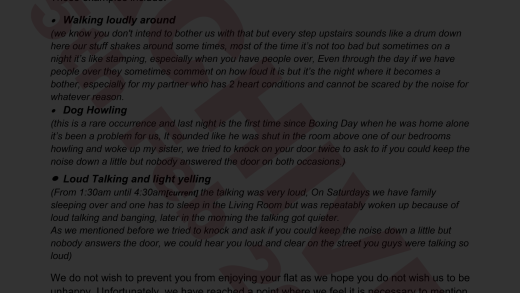 • Walking loudly around
(we know you don't intend to bother us with that but every step upstairs sounds like a drum down
here our stuff shakes around some times, most of the time it's not too bad but sometimes on a
night it's like stamping, especially when you have people over, Even through the day if we have
people over they sometimes comment on how loud it is but it's the night where it becomes a
bother, especially for my partner who has 2 heart conditions and cannot be scared by the noise for
whatever reason.
• Dog Howling
(this is a rare occurrence and last night is the first time since Boxing Day when he was home alone
it's been a problem for us, it sounded like he was shut in the room above one of our bedrooms
howling and woke up my sister, we tried to knock on your door twice to ask to if you could keep the
noise down a little but nobody answered the door on both occasions.)
• Loud Talking and light yelling
(From 1:30am until 4:30am(current) the talking was very loud, On Saturdays we have family
sleeping over and one has to sleep in the Living Room but was repeatably woken up because of
loud talking and banging, later in the morning the talking got quieter.
As we mentioned before we tried to knock and ask if you could keep the noise down a little but
nobody answers the door, we could hear you loud and clear on the street you guys were talking so
loud)
We do not wish to prevent you from enjoying your flat as we hope you do not wish us to be
unhappy. Unfortunately, we have reached a point where we feel it is necessary to mention